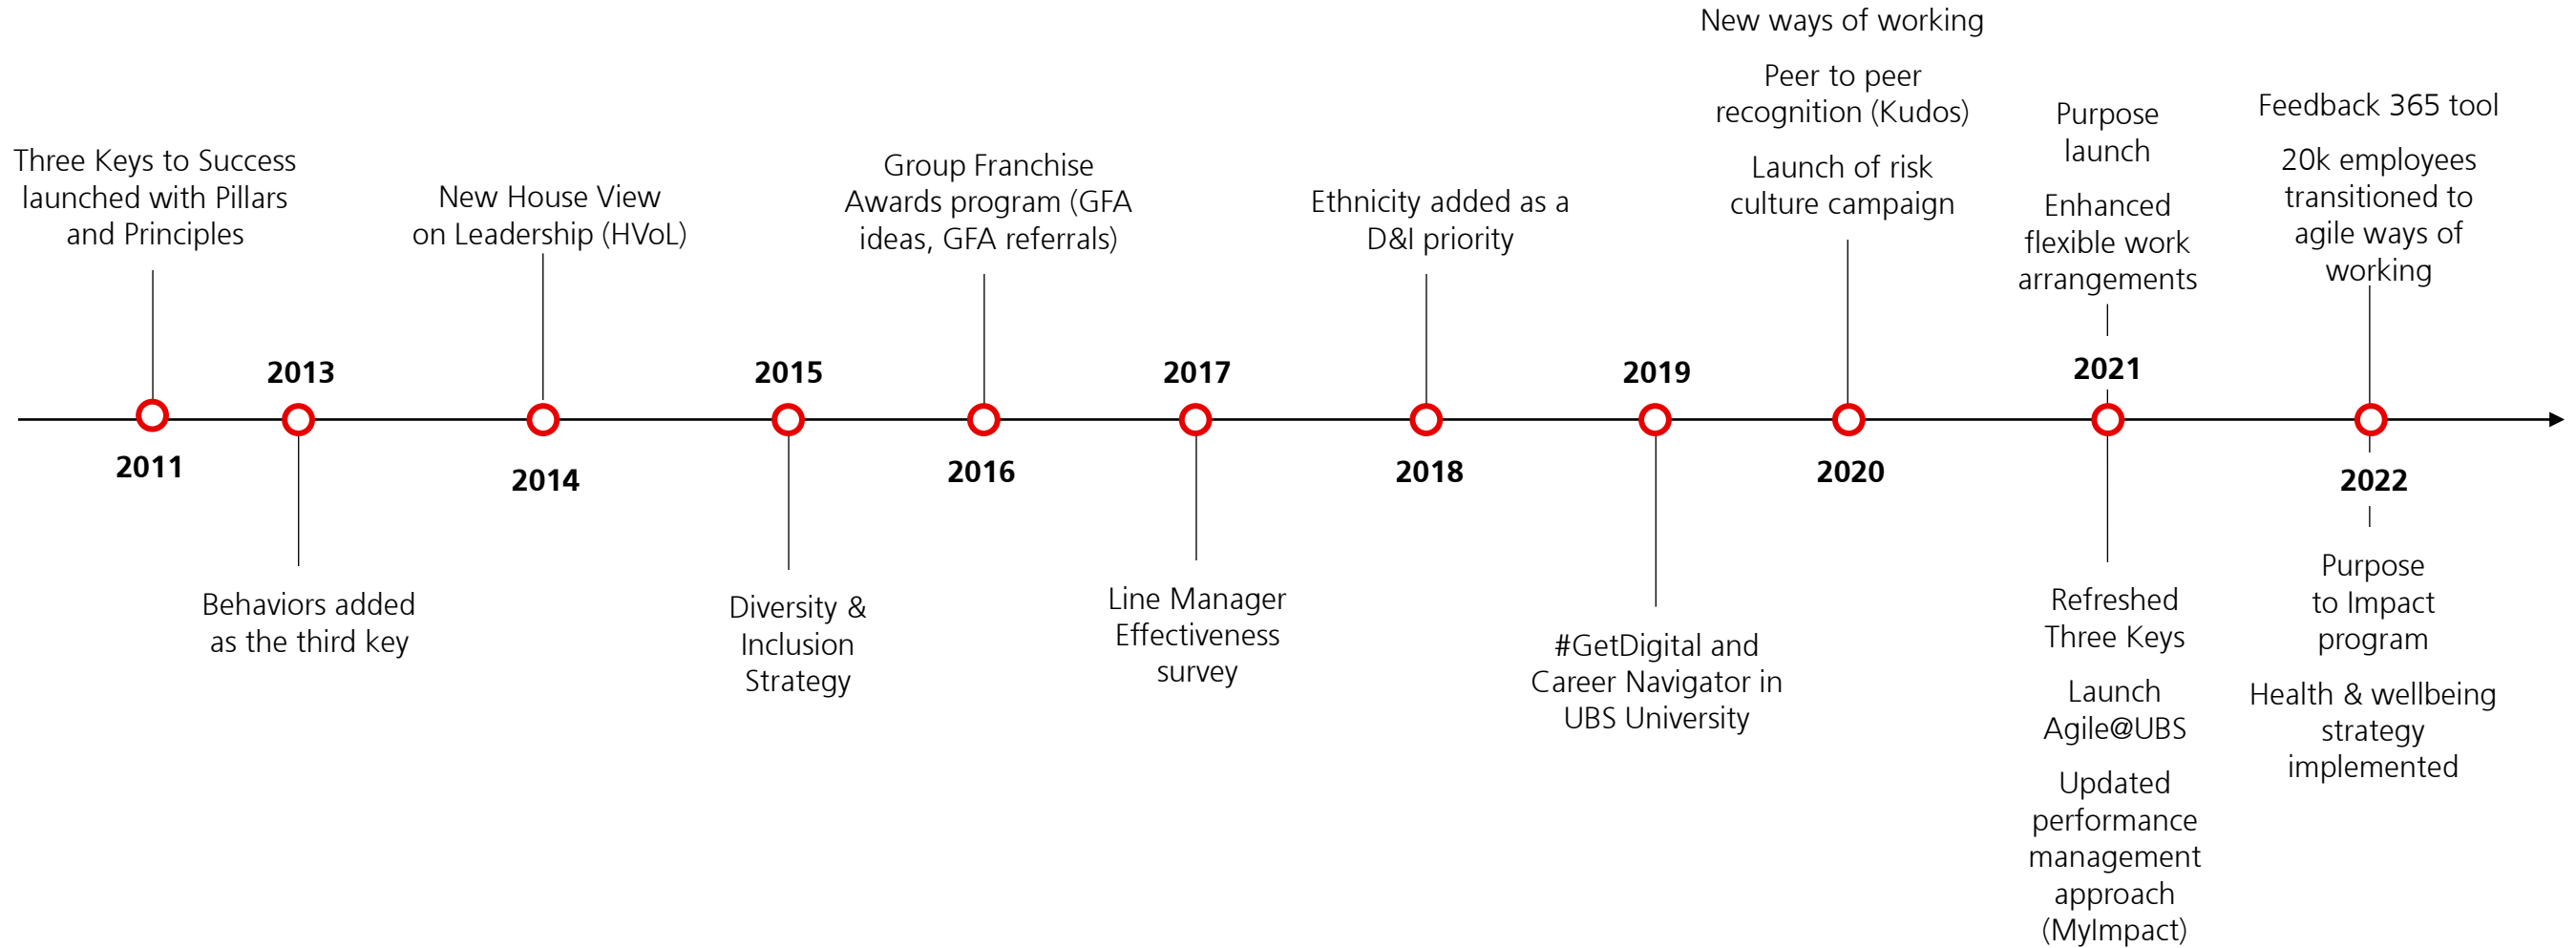 Three Keys to Success
launched with Pillars
and Principles
2011
2013
Behaviors added
as the third key
New House View
on Leadership (HVoL)
2014
2015
Diversity &
Inclusion
Strategy
Group Franchise
Awards program (GFA
ideas, GFA referrals)
2016
2017
Line Manager
Effectiveness
survey
Ethnicity added as a
D&I priority
2018
2019
#GetDigital and
Career Navigator in
UBS University
New ways of working
Peer to peer
recognition (Kudos)
Launch of risk
culture campaign
2020
Purpose
launch
Enhanced
flexible work
arrangements
2021
Refreshed
Three Keys
Launch
Agile@UBS
Updated
performance
management
approach
(MyImpact)
Feedback 365 tool
20k employees
transitioned to
agile ways of
working
2022
Purpose
to Impact
program
Health & wellbeing
strategy
implemented